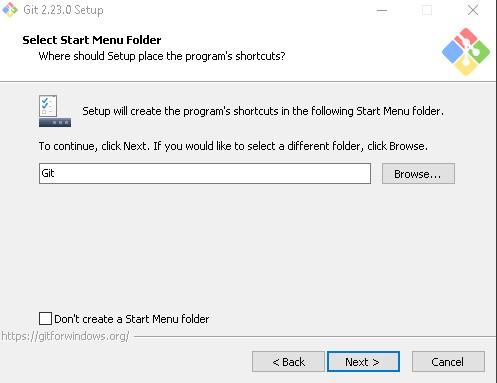 Git 2.23.0 Setup
Select Start Menu Folder
Where should Setup place the program's shortcuts?
Setup will create the program's shortcuts in the following Start Menu folder.
To continue, click Next. If you would like to select a different folder, click Browse.
Git
Browse...
Don't create a Start Menu folder
https://gitforwindows.org/
< Back
Next >
Cancel